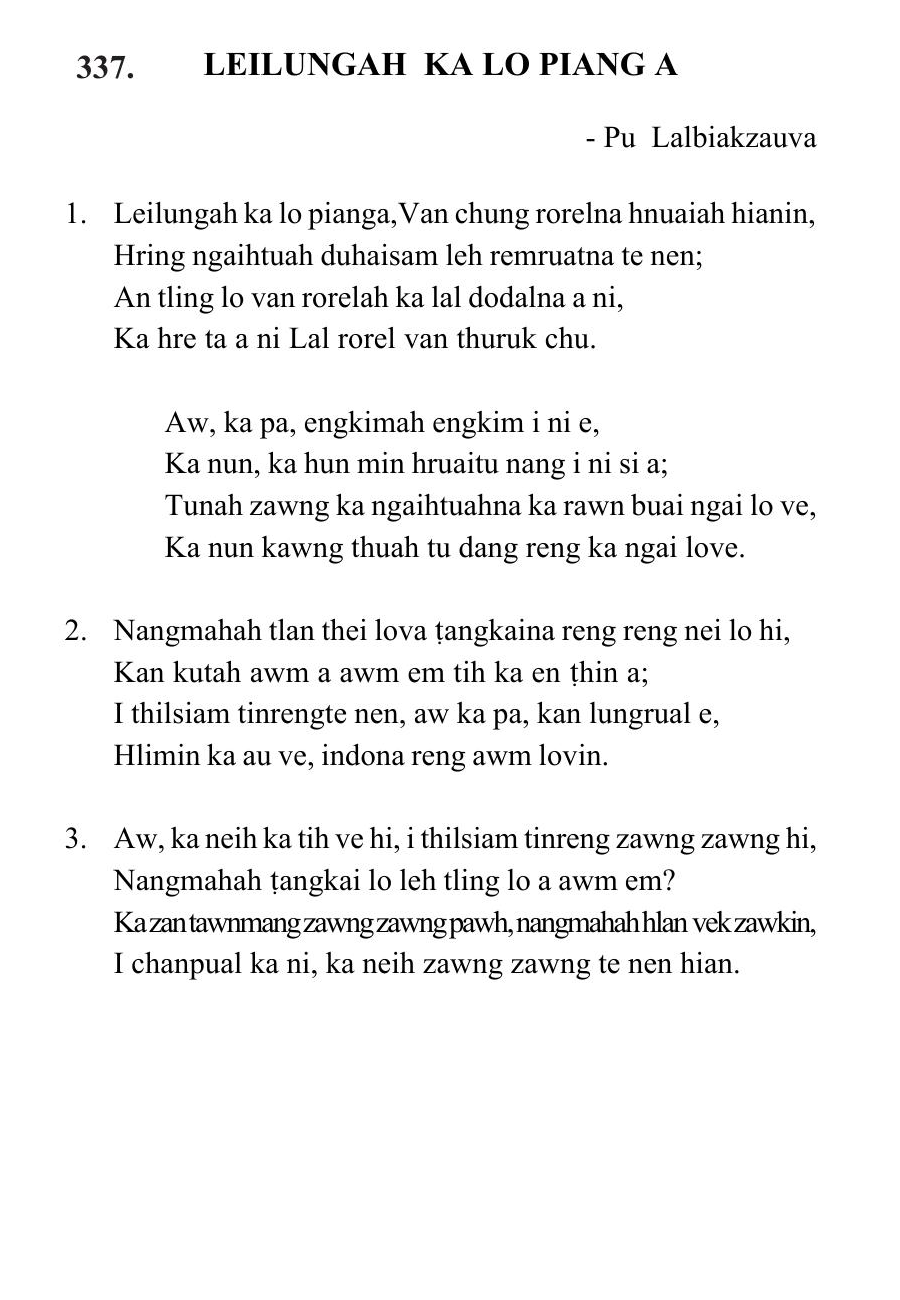 337. LEILUNGAH KA LO PIANG A
- Pu Lalbiakzauva
1. Leilungah ka lo pianga,Van chung rorelna hnuaiah hianin,
Hring ngaihtuah duhaisam leh remruatna te nen;
An tling lo van rorelah ka lal dodalna a ni,
Ka hre ta a ni Lal rorel van thuruk chu.
Aw, ka pa, engkimah engkim i ni e,
Ka nun, ka hun min hruaitu nang i ni si a;
Tunah zawng ka ngaihtuahna ka rawn buai ngai lo ve,
Ka nun kawng thuah tu dang reng ka ngai love.
2. Nangmahah tlan thei lova ṭangkaina reng reng nei lo hi,
Kan kutah awm a awm em tih ka en ṭhin a;
I thilsiam tinrengte nen, aw ka pa, kan lungrual e,
Hlimin ka au ve, indona reng awm lovin.
3. Aw, ka neih ka tih ve hi, i thilsiam tinreng zawng zawng hi,
Nangmahah ṭangkai lo leh tling lo a awm em?
Ka zan tawnmang zawng zawng pawh, nangmahah hlan vek zawkin,
I chanpual ka ni, ka neih zawng zawng te nen hian.